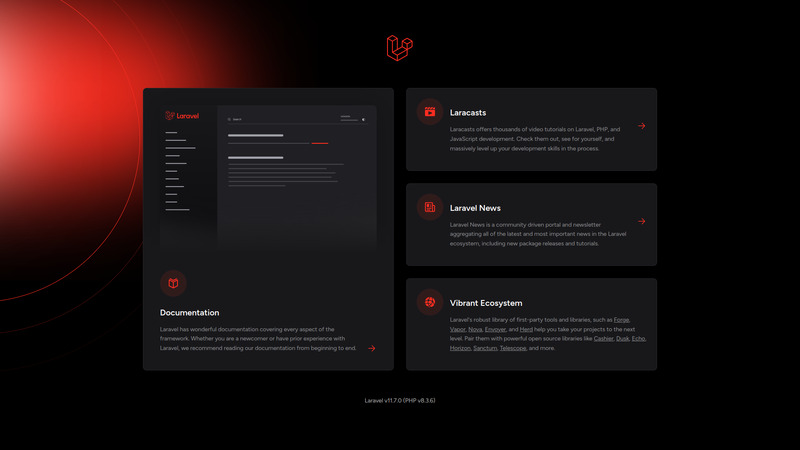 Laravel
Search
Documentation
Laravel has wonderful documentation covering every aspect of the
framework. Whether you are a newcomer or have prior experience with
Laravel, we recommend reading our documentation from beginning to end.
Laracasts
Laracasts offers thousands of video tutorials on Laravel, PHP, and
JavaScript development. Check them out, see for yourself, and
massively level up your development skills in the process.
Laravel News
Laravel News is a community driven portal and newsletter
aggregating all of the latest and most important news in the Laravel
ecosystem, including new package releases and tutorials.
Vibrant Ecosystem
Laravel's robust library of first-party tools and libraries, such as Forge,
Vapor, Nova, Envoyer, and Herd help you take your projects to the next
level. Pair them with powerful open source libraries like Cashier, Dusk, Echo,
Horizon, Sanctum, Telescope, and more.
Laravel v11.7.0 (PHP v8.3.6)